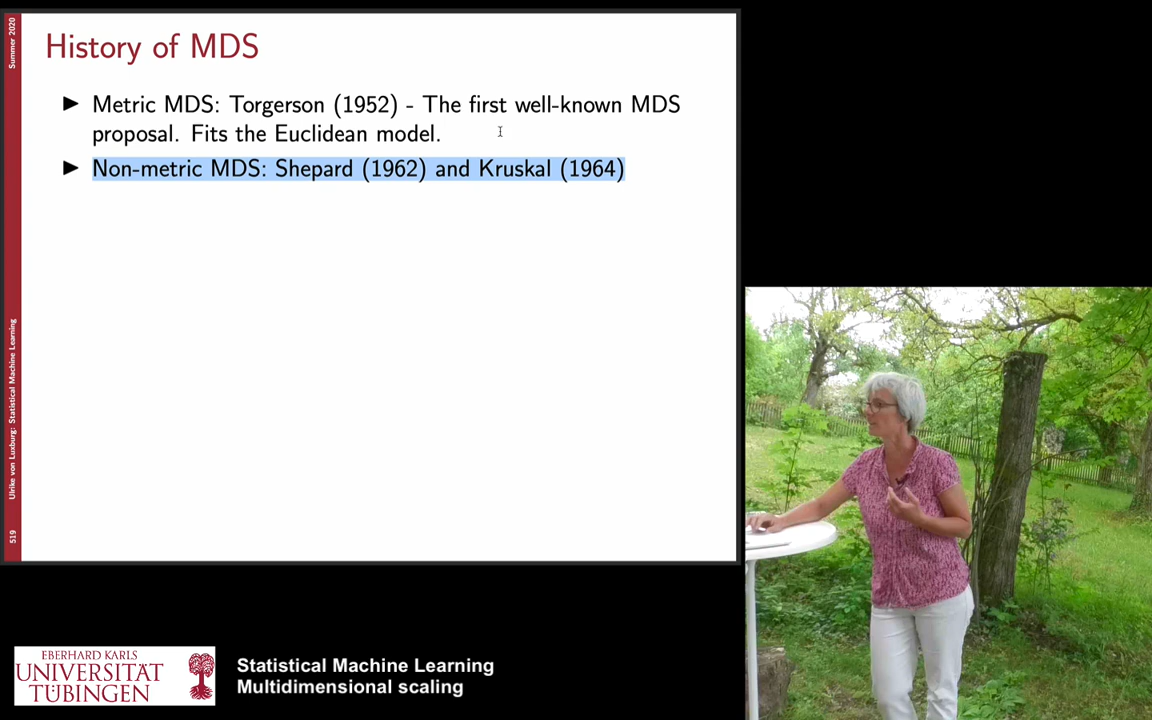 Summer 2020
History of MDS
Metric MDS: Torgerson (1952) - The first well-known MDS
proposal. Fits the Euclidean model.
Non-metric MDS: Shepard (1962) and Kruskal (1964)
Ulrike von Luxburg: Statistical Machine Learning
519
EBERHARD KARLS
UNIVERSITÄT
TÜBINGEN
Statistical Machine Learning
Multidimensional scaling